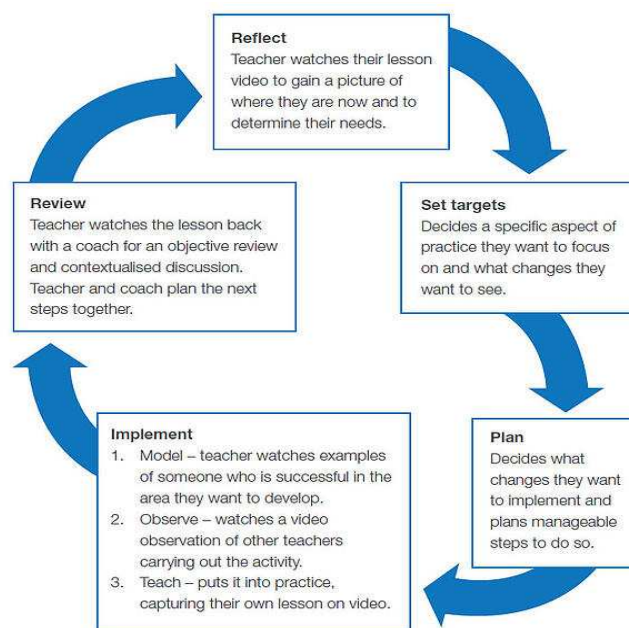 Reflect
Teacher watches their lesson
video to gain a picture of
where they are now and to
determine their needs.
Set targets
Decides a specific aspect of
practice they want to focus
on and what changes they
want to see.
Plan
Decides what
changes they want
to implement and
plans manageable
steps to do so.
Implement
1. Model – teacher watches examples
of someone who is successful in the
area they want to develop.
2. Observe – watches a video
observation of other teachers
carrying out the activity.
3. Teach – puts it into practice,
capturing their own lesson on video.
Review
Teacher watches the lesson back
with a coach for an objective review
and contextualised discussion.
Teacher and coach plan the next
steps together.